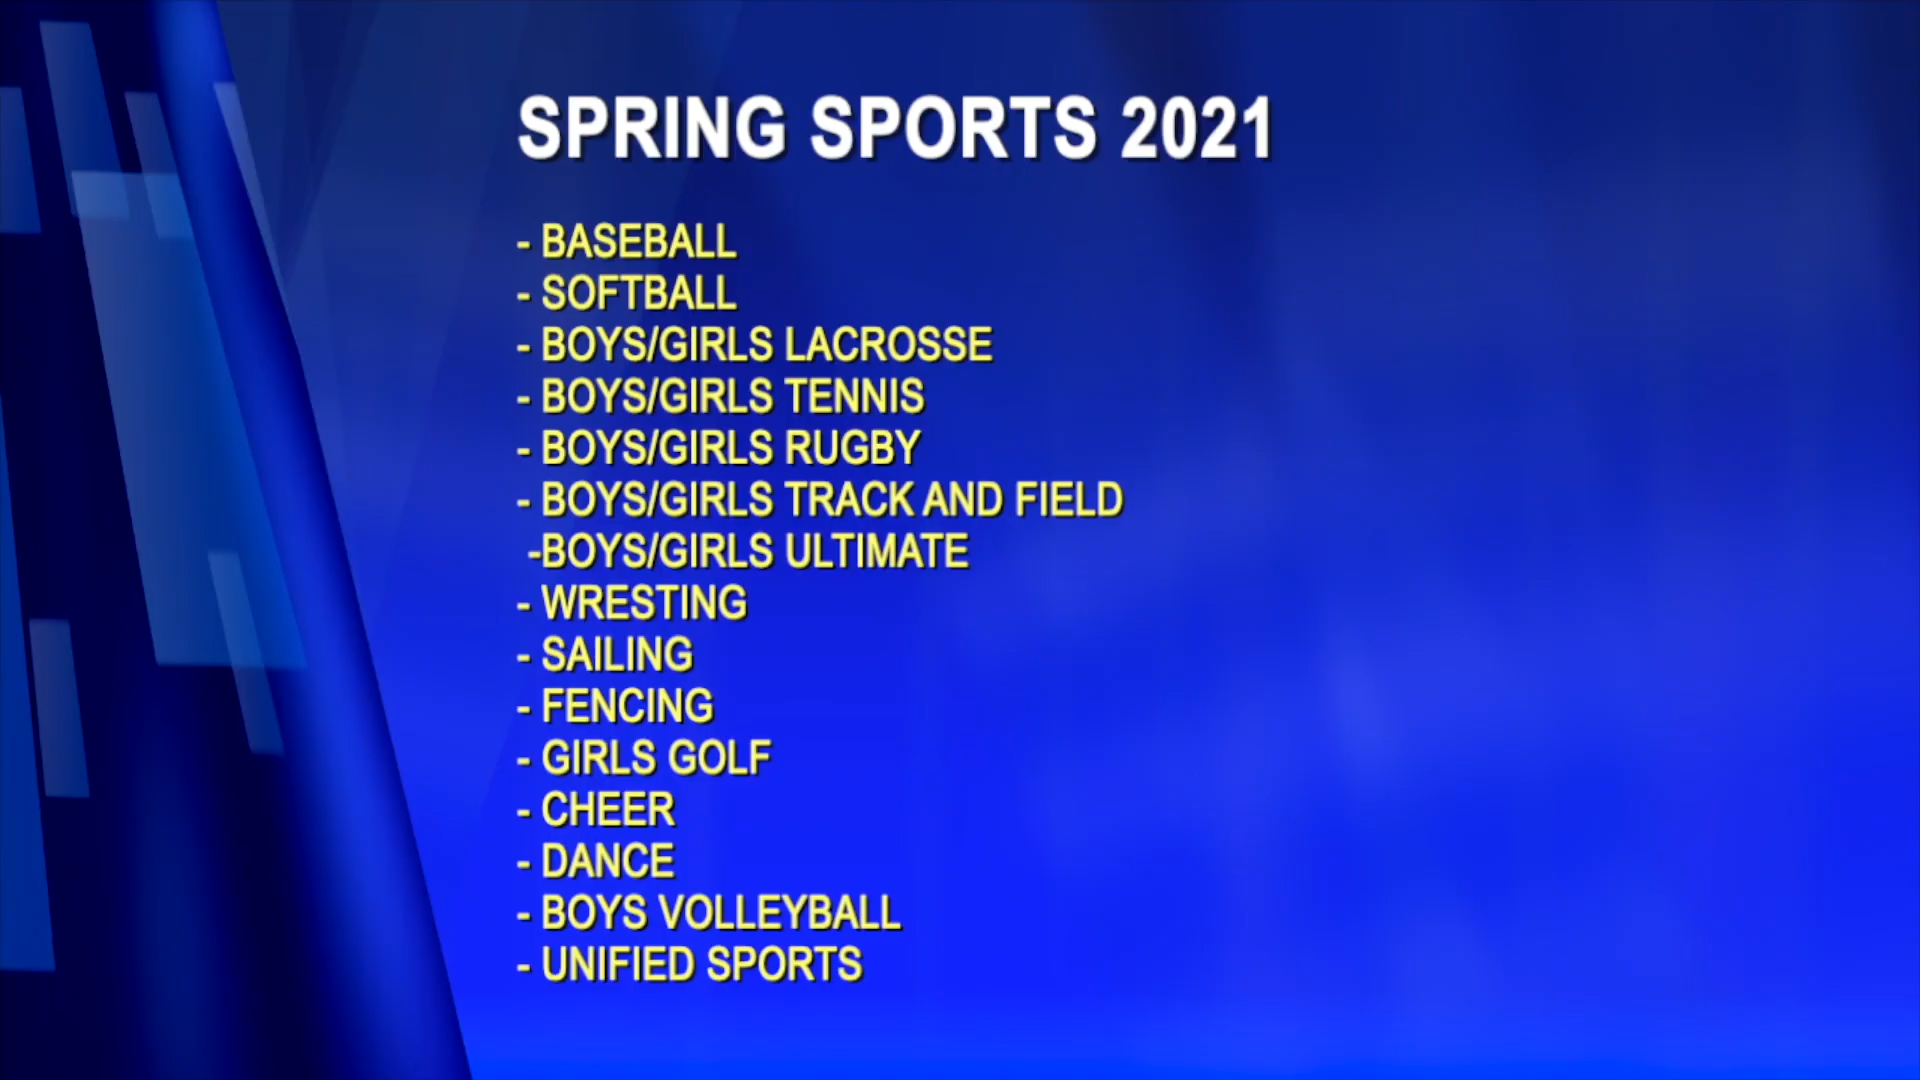 SPRING SPORTS 2021
- BASEBALL
- SOFTBALL
- BOYS/GIRLS LACROSSE
- BOYS/GIRLS TENNIS
- BOYS/GIRLS RUGBY
- BOYS/GIRLS TRACK AND FIELD
-BOYS/GIRLS ULTIMATE
- WRESTING
- SAILING
- FENCING
- GIRLS GOLF
- CHEER
- DANCE
- BOYS VOLLEYBALL
- UNIFIED SPORTS